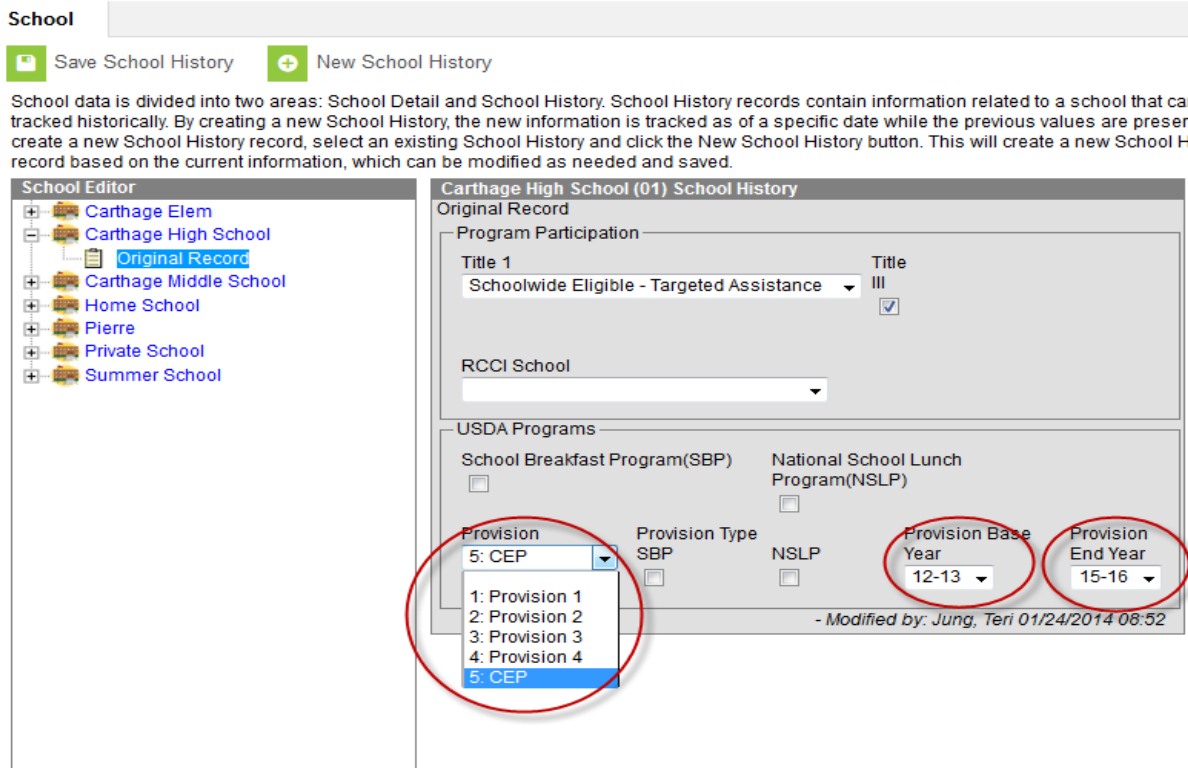 School
Save School History
New School History
School data is divided into two areas: School Detail and School History. School History records contain information related to a school that ca
tracked historically. By creating a new School History, the new information is tracked as of a specific date while the previous values are preser
create a new School History record, select an existing School History and click the New School History button. This will create a new School H
record based on the current information, which can be modified as needed and saved.
School Editor
Carthage Elem
Carthage High School
Original Record
Carthage Middle School
Home School
Pierre
Private School
Summer School
Carthage High School (01) School History
Original Record
Program Participation
Title 1
Schoolwide Eligible - Targeted Assistance
Title
III
RCCI School
USDA Programs
School Breakfast Program(SBP)
National School Lunch
Program(NSLP)
Provision
5: CEP
1: Provision 1
2: Provision 2
3: Provision 3
4: Provision 4
5: CEP
Provision Type
SBP
NSLP
Provision Base
Year
12-13
Provision
End Year
15-16
- Modified by: Jung, Teri 01/24/2014 08:52